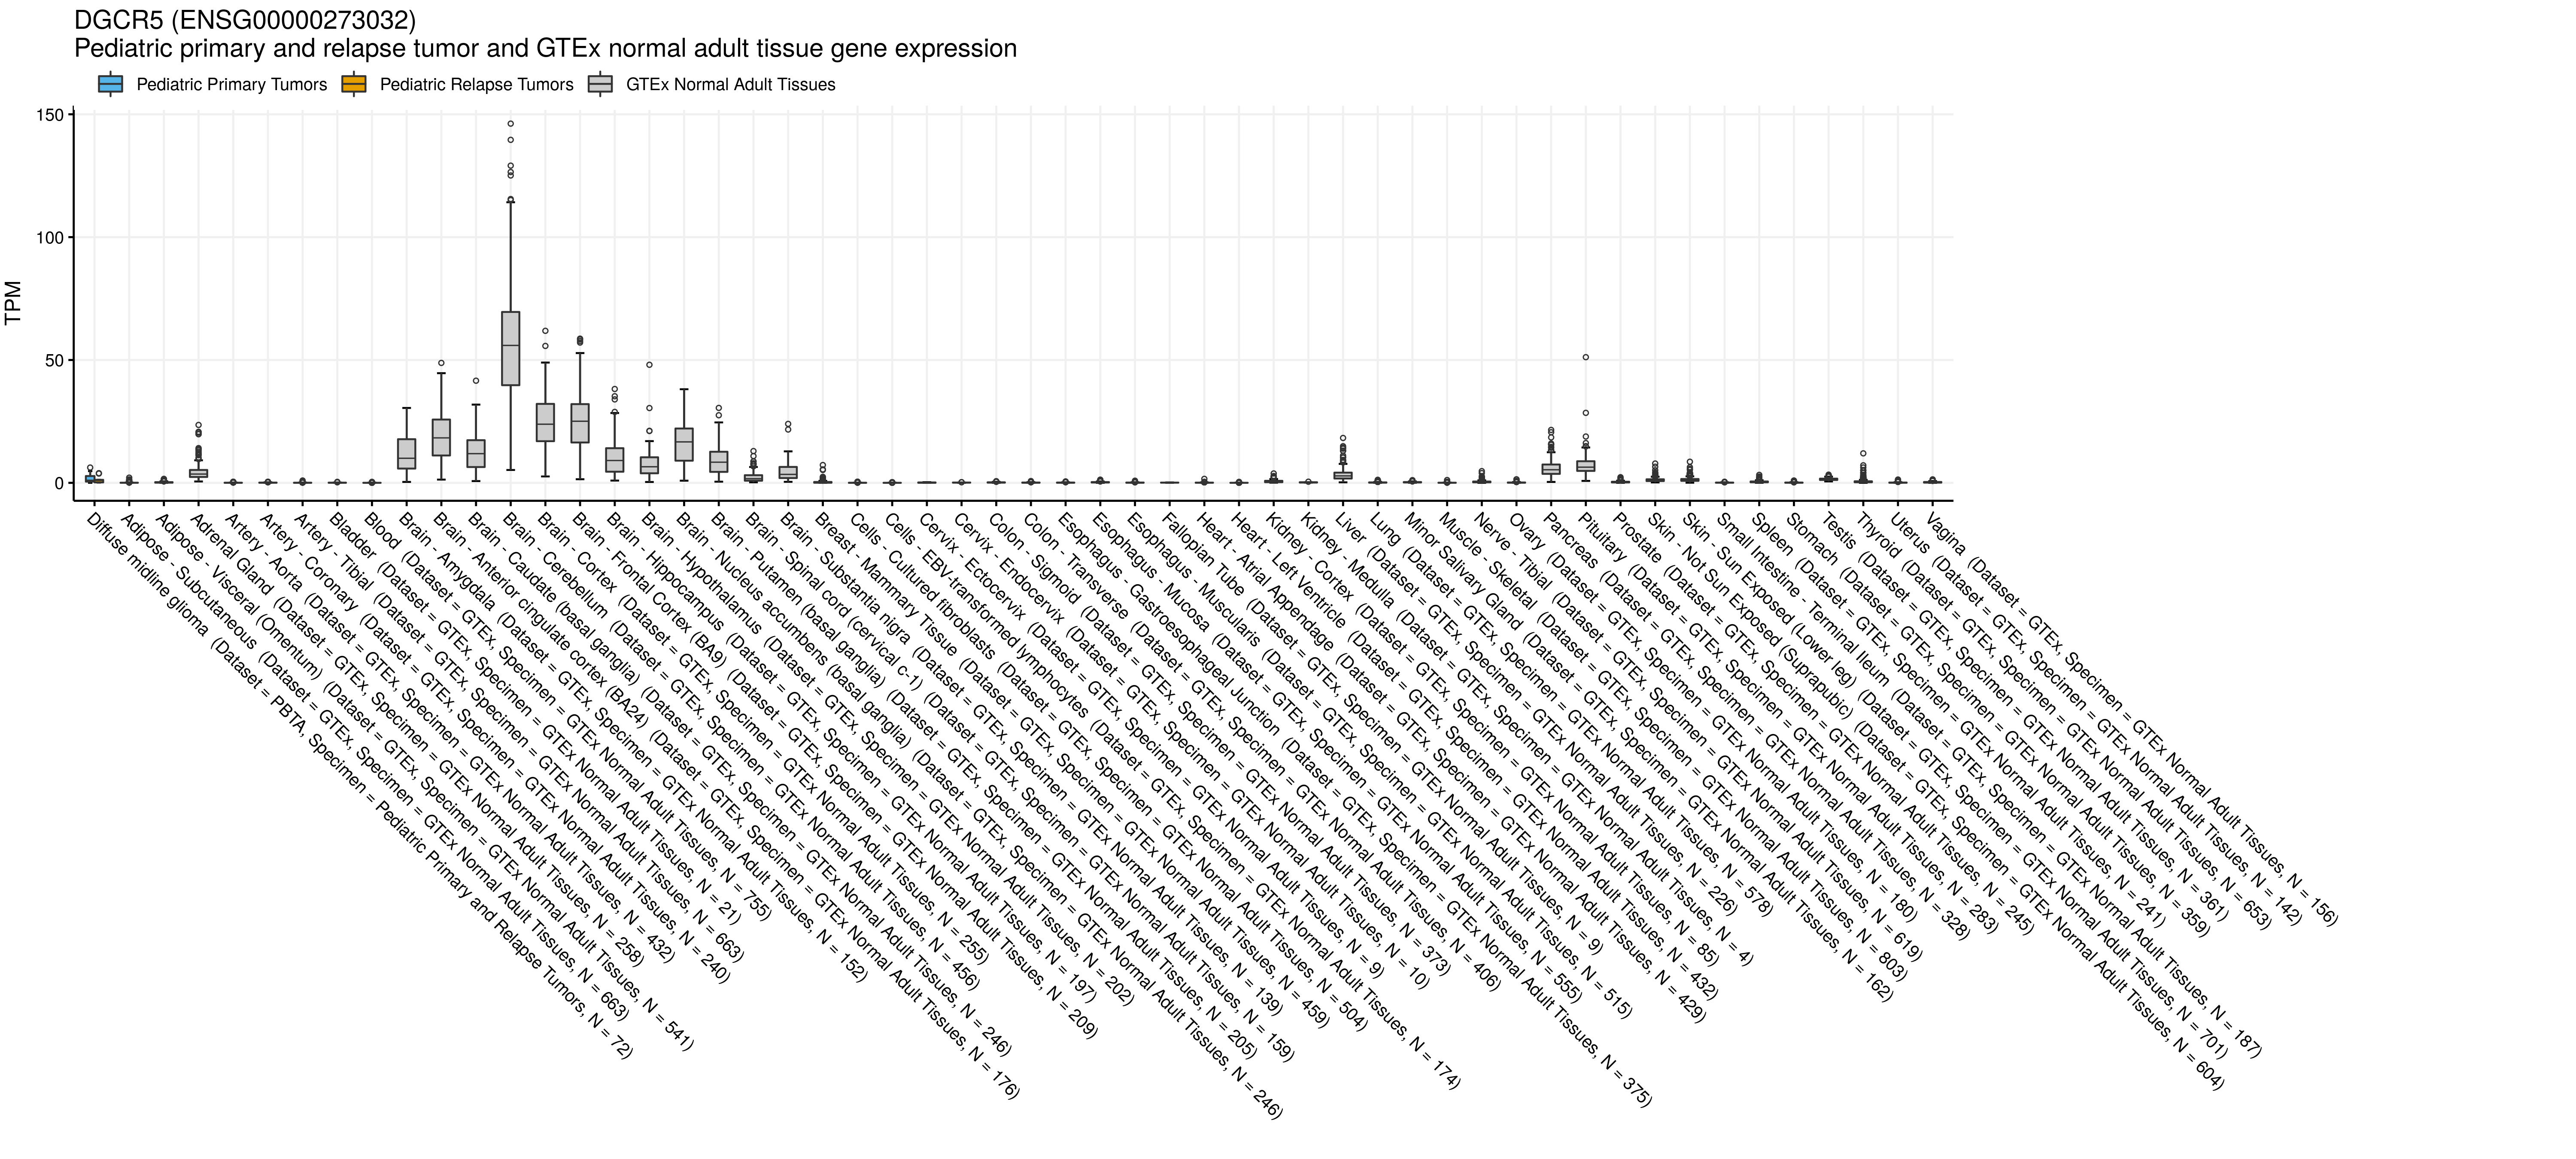 DGCR5 (ENSG00000273032)
Pediatric primary and relapse tumor and GTEx normal adult tissue gene expression
Pediatric Primary Tumors
Pediatric Relapse Tumors
GTEx Normal Adult Tissues
TPM
150
100
50
0
Diffuse midline glioma (Dataset = PBTA, Specimen = Pediatric Primary and Relapse Tumors, N = 72)
Adipose - Subcutaneous (Dataset = GTEx, Specimen = GTEx Normal Adult Tissues, N = 663)
Adipose - Visceral (Omentum) (Dataset = GTEx, Specimen = GTEx Normal Adult Tissues, N = 541)
Adrenal Gland (Dataset = GTEx, Specimen = GTEx Normal Adult Tissues, N = 258)
Artery - Aorta (Dataset = GTEx, Specimen = GTEx Normal Adult Tissues, N = 432)
Artery - Coronary (Dataset = GTEx, Specimen = GTEx Normal Adult Tissues, N = 240)
Artery - Tibial (Dataset = GTEx, Specimen = GTEx Normal Adult Tissues, N = 663)
Bladder (Dataset = GTEx, Specimen = GTEx Normal Adult Tissues, N = 21)
Blood (Dataset = GTEx, Specimen = GTEx Normal Adult Tissues, N = 755)
Brain - Amygdala (Dataset = GTEx, Specimen = GTEx Normal Adult Tissues, N = 152)
Brain - Anterior cingulate cortex (BA24) (Dataset = GTEx, Specimen = GTEx Normal Adult Tissues, N = 176)
Brain - Caudate (basal ganglia) (Dataset = GTEx, Specimen = GTEx Normal Adult Tissues, N = 246)
Brain - Cerebellum (Dataset = GTEx, Specimen = GTEx Normal Adult Tissues, N = 456)
Brain - Cortex (Dataset = GTEx, Specimen = GTEx Normal Adult Tissues, N = 255)
Brain - Frontal Cortex (BA9) (Dataset = GTEx, Specimen = GTEx Normal Adult Tissues, N = 209)
Brain - Hippocampus (Dataset = GTEx, Specimen = GTEx Normal Adult Tissues, N = 197)
Brain - Hypothalamus (Dataset = GTEx, Specimen = GTEx Normal Adult Tissues, N = 202)
Brain - Nucleus accumbens (basal ganglia) (Dataset = GTEx, Specimen = GTEx Normal Adult Tissues, N = 246)
Brain - Putamen (basal ganglia) (Dataset = GTEx, Specimen = GTEx Normal Adult Tissues, N = 205)
Brain - Spinal cord (cervical c-1) (Dataset = GTEx, Specimen = GTEx Normal Adult Tissues, N = 159)
Brain - Substantia nigra (Dataset = GTEx, Specimen = GTEx Normal Adult Tissues, N = 139)
Breast - Mammary Tissue (Dataset = GTEx, Specimen = GTEx Normal Adult Tissues, N = 459)
Cells - Cultured fibroblasts (Dataset = GTEx, Specimen = GTEx Normal Adult Tissues, N = 504)
Cells - EBV-transformed lymphocytes (Dataset = GTEx, Specimen = GTEx Normal Adult Tissues, N = 174)
Cervix - Ectocervix (Dataset = GTEx, Specimen = GTEx Normal Adult Tissues, N = 9)
Cervix - Endocervix (Dataset = GTEx, Specimen = GTEx Normal Adult Tissues, N = 10)
Colon - Sigmoid (Dataset = GTEx, Specimen = GTEx Normal Adult Tissues, N = 373)
Colon - Transverse (Dataset = GTEx, Specimen = GTEx Normal Adult Tissues, N = 406)
Esophagus - Gastroesophageal Junction (Dataset = GTEx, Specimen = GTEx Normal Adult Tissues, N = 375)
Esophagus - Mucosa (Dataset = GTEx, Specimen = GTEx Normal Adult Tissues, N = 555)
Esophagus - Muscularis (Dataset = GTEx, Specimen = GTEx Normal Adult Tissues, N = 515)
Fallopian Tube (Dataset = GTEx, Specimen = GTEx Normal Adult Tissues, N = 9)
Heart - Atrial Appendage (Dataset = GTEx, Specimen = GTEx Normal Adult Tissues, N = 429)
Heart - Left Ventricle (Dataset = GTEx, Specimen = GTEx Normal Adult Tissues, N = 432)
Kidney - Cortex (Dataset = GTEx, Specimen = GTEx Normal Adult Tissues, N = 85)
Kidney - Medulla (Dataset = GTEx, Specimen = GTEx Normal Adult Tissues, N = 4)
Liver (Dataset = GTEx, Specimen = GTEx Normal Adult Tissues, N = 226)
Lung (Dataset = GTEx, Specimen = GTEx Normal Adult Tissues, N = 578)
Minor Salivary Gland (Dataset = GTEx, Specimen = GTEx Normal Adult Tissues, N = 162)
Muscle - Skeletal (Dataset = GTEx, Specimen = GTEx Normal Adult Tissues, N = 803)
Nerve - Tibial (Dataset = GTEx, Specimen = GTEx Normal Adult Tissues, N = 619)
Ovary (Dataset = GTEx, Specimen = GTEx Normal Adult Tissues, N = 180)
Pancreas (Dataset = GTEx, Specimen = GTEx Normal Adult Tissues, N = 328)
Pituitary (Dataset = GTEx, Specimen = GTEx Normal Adult Tissues, N = 283)
Prostate (Dataset = GTEx, Specimen = GTEx Normal Adult Tissues, N = 245)
Skin - Not Sun Exposed (Suprapubic) (Dataset = GTEx, Specimen = GTEx Normal Adult Tissues, N = 604)
Skin - Sun Exposed (Lower leg) (Dataset = GTEx, Specimen = GTEx Normal Adult Tissues, N = 701)
Small Intestine - Terminal Ileum (Dataset = GTEx, Specimen = GTEx Normal Adult Tissues, N = 187)
Spleen (Dataset = GTEx, Specimen = GTEx Normal Adult Tissues, N = 241)
Stomach (Dataset = GTEx, Specimen = GTEx Normal Adult Tissues, N = 359)
Testis (Dataset = GTEx, Specimen = GTEx Normal Adult Tissues, N = 361)
Thyroid (Dataset = GTEx, Specimen = GTEx Normal Adult Tissues, N = 653)
Uterus (Dataset = GTEx, Specimen = GTEx Normal Adult Tissues, N = 142)
Vagina (Dataset = GTEx, Specimen = GTEx Normal Adult Tissues, N = 156)